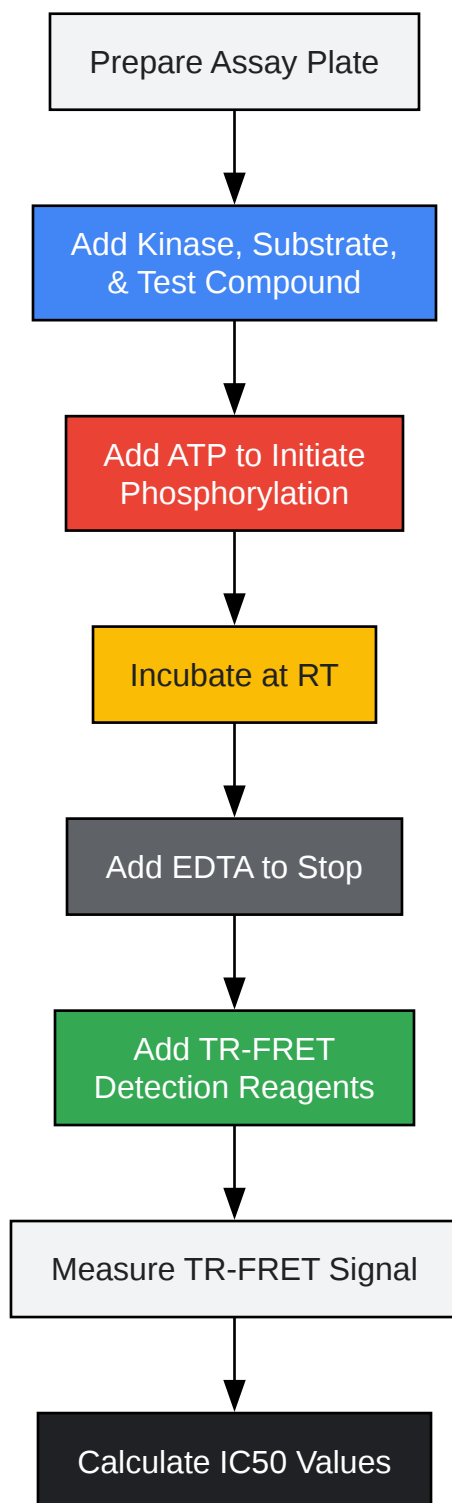 Prepare Assay Plate
Add Kinase, Substrate,
& Test Compound
Add ATP to Initiate
Phosphorylation
Incubate at RT
Add EDTA to Stop
Add TR-FRET
Detection Reagents
Measure TR-FRET Signal
Calculate IC50 Values